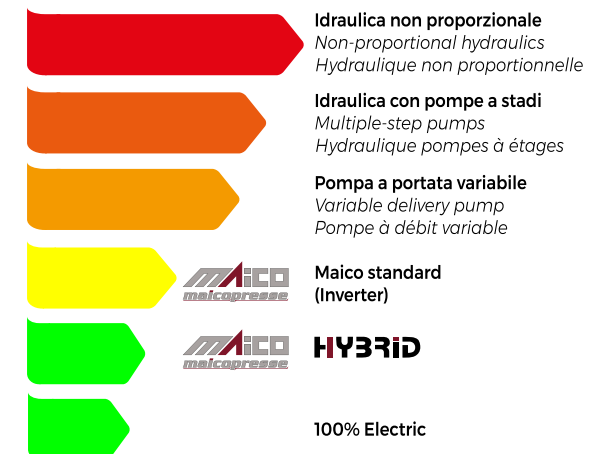 Idraulica non proporzionale
Non-proportional hydraulics
Hydraulique non proportionnelle
Idraulica con pompe a stadi
Multiple-step pumps
Hydraulique pompes à étages
Pompa a portata variabile
Variable delivery pump
Pompe à débit variable
MAiCO
maicopresse
Maico standard
(Inverter)
MAiCO
maicopresse
HYBRiD
100% Electric